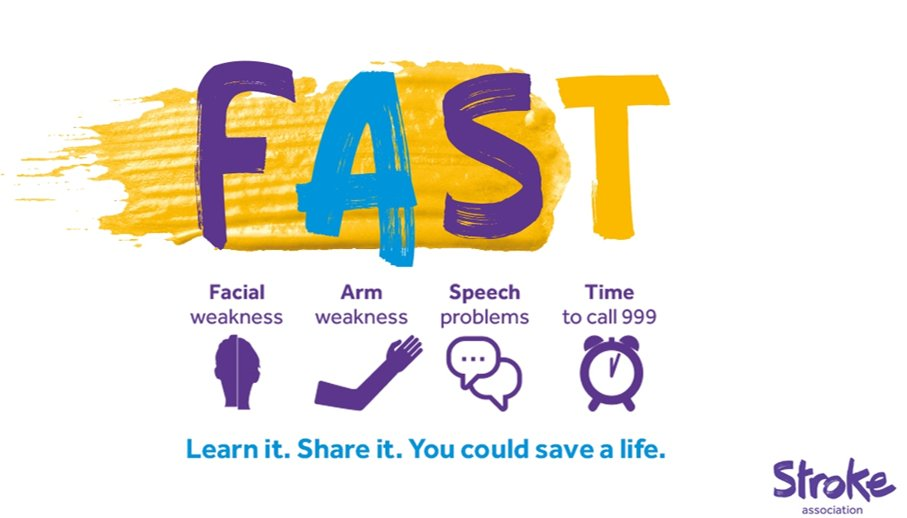 FAST
Facial Arm Speech Time
weakness weakness problems to call 999
Learn it. Share it. You could save a life.
Stroke
association